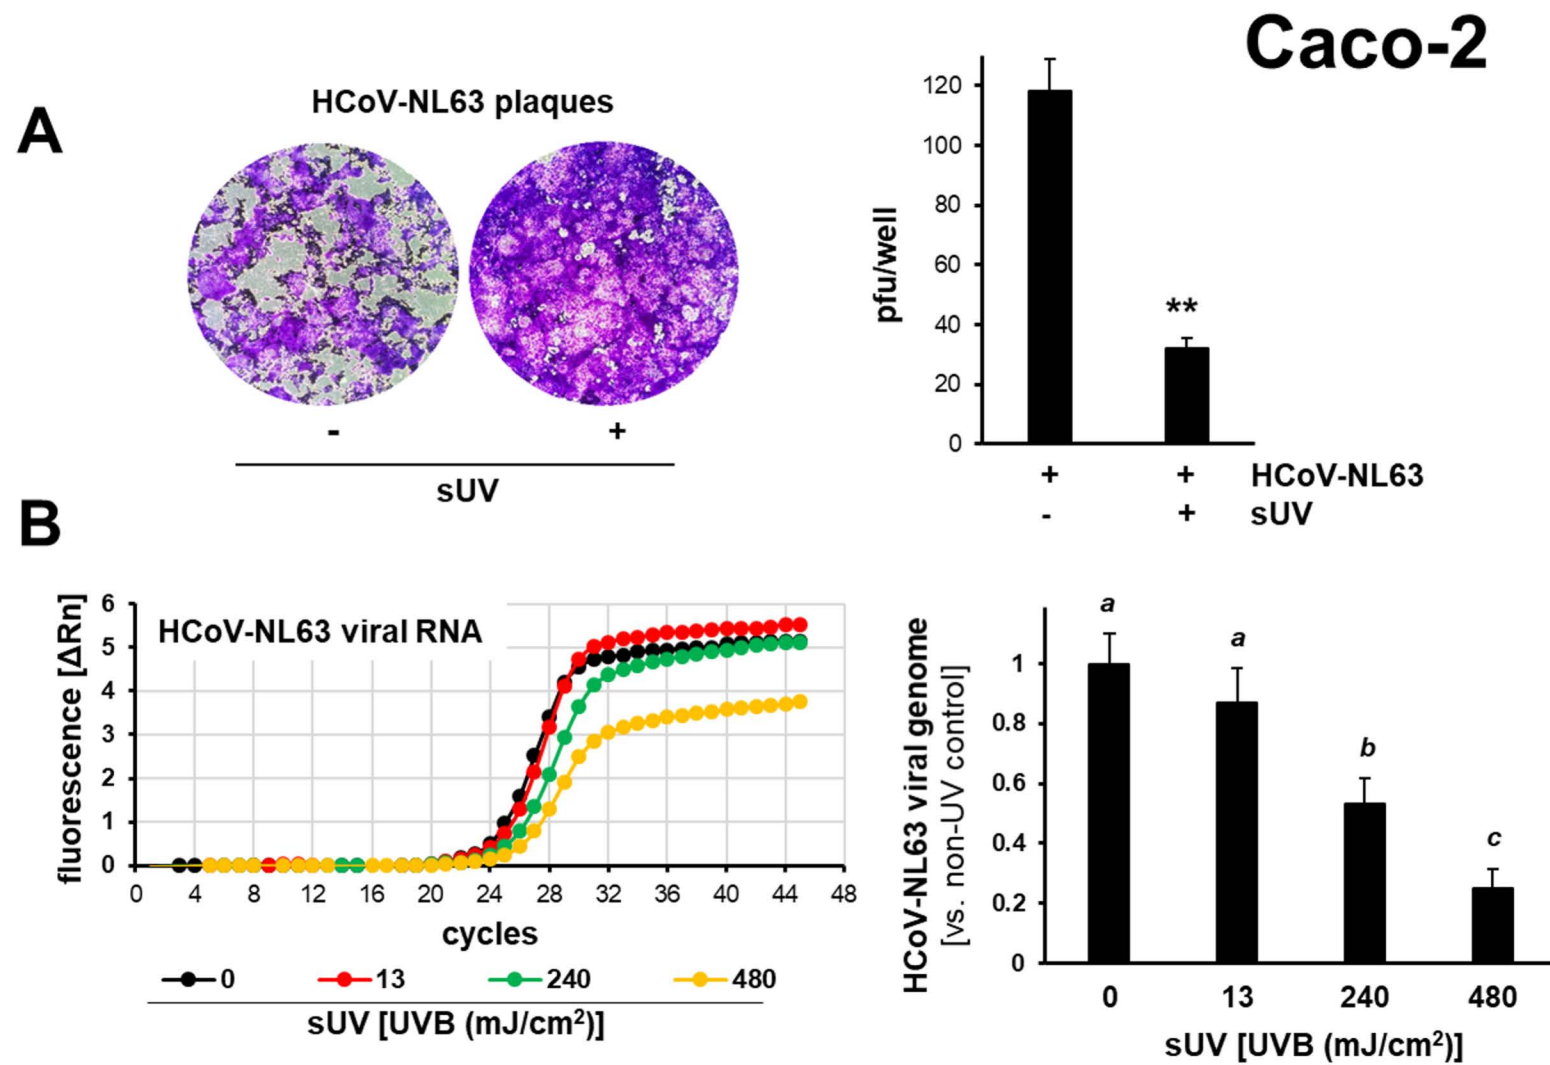 Caco-2
A
HCoV-NL63 plaques
-
+
sUV
pfu/well
120
100
80
60
40
20
0
**
+
+
HCoV-NL63
-
+
sUV
B
HCoV-NL63 viral RNA
fluorescence [ΔRn]
6
5
4
3
2
1
0
0 4 8 12 16 20 24 28 32 36 40 44 48
cycles
0 13 240 480
sUV [UVB (mJ/cm²)]
HCoV-NL63 viral genome
[vs. non-UV control]
1
0.8
0.6
0.4
0.2
0
a
a
b
c
0 13 240 480
sUV [UVB (mJ/cm²)]